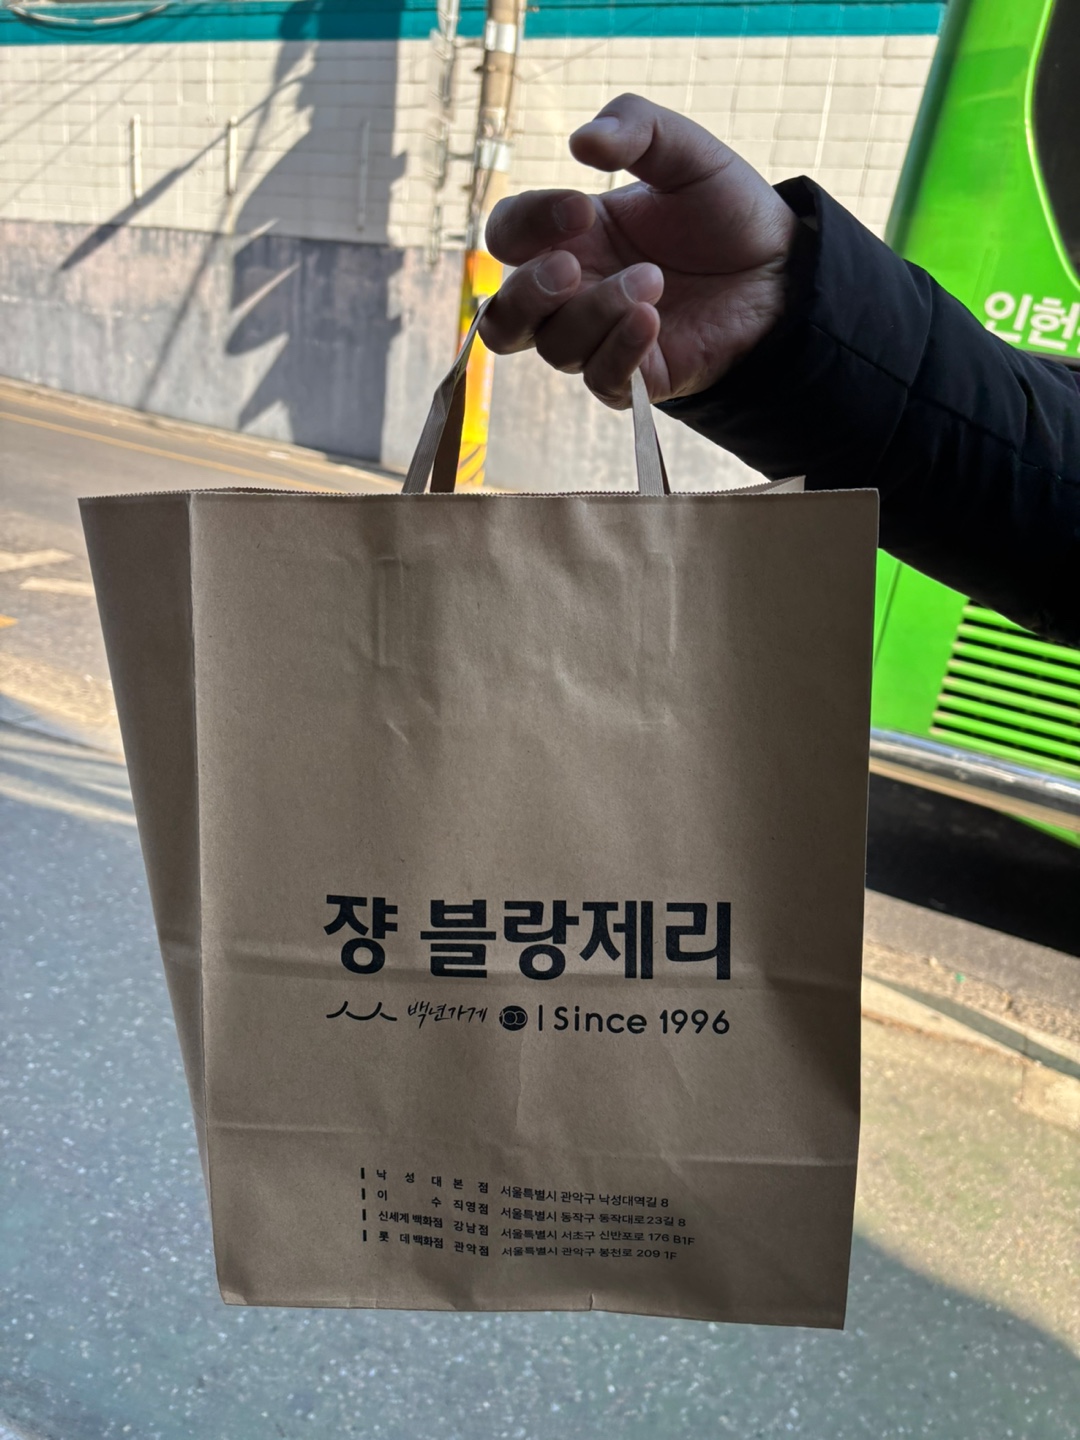 인헌
쟝 블랑제리
백년가게 100 | Since 1996
낙성대본점 서울특별시 관악구 낙성대역길 8
이수 직영점 서울특별시 동작구 동작대로23길 8
신세계 백화점 강남점 서울특별시 서초구 신반포로 176 B1F
롯데백화점 관악점 서울특별시 관악구 봉천로 209 1F